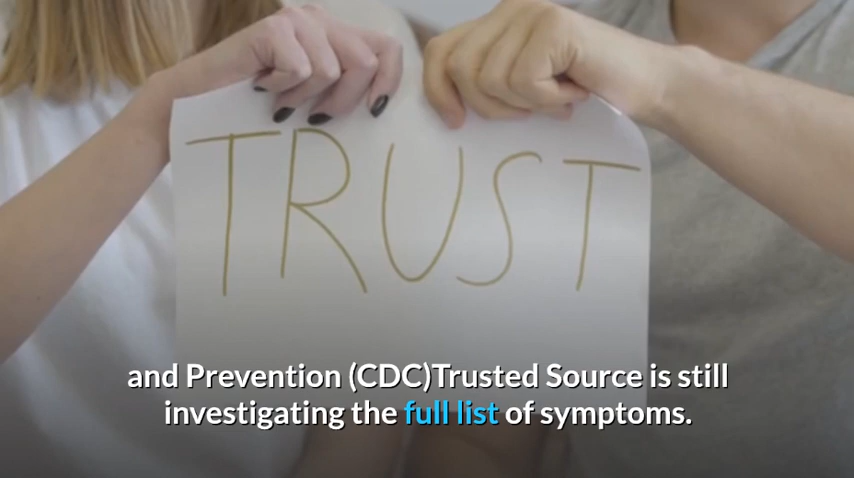 TRUST
and Prevention (CDC)Trusted Source is still
investigating the full list of symptoms.